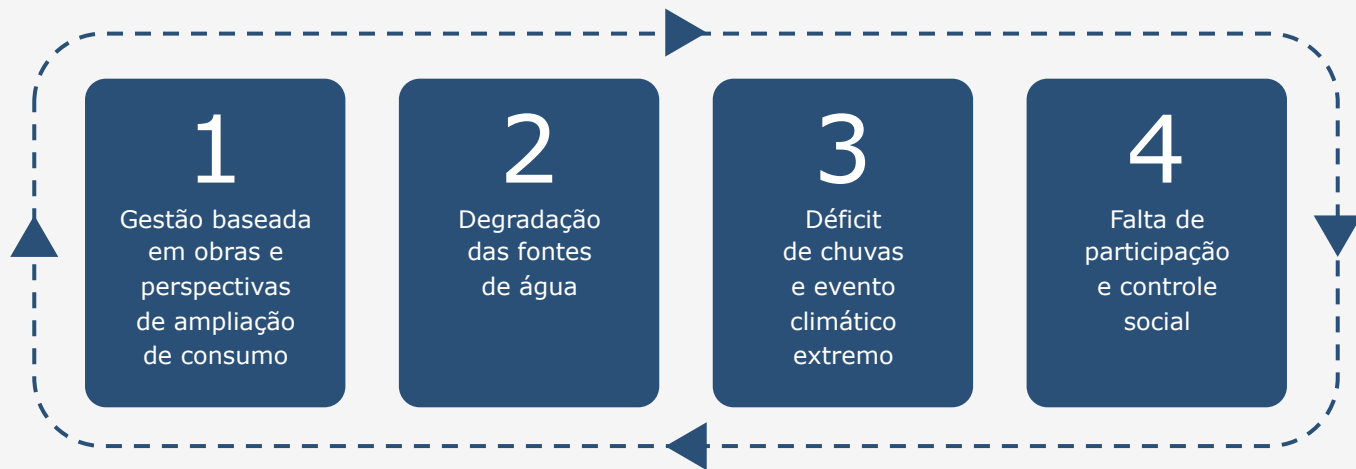 1
Gestão baseada
em obras e
perspectivas
de ampliação
de consumo
2
Degradação
das fontes
de água
3
Déficit
de chuvas
e evento
climático
extremo
4
Falta de
participação
e controle
social